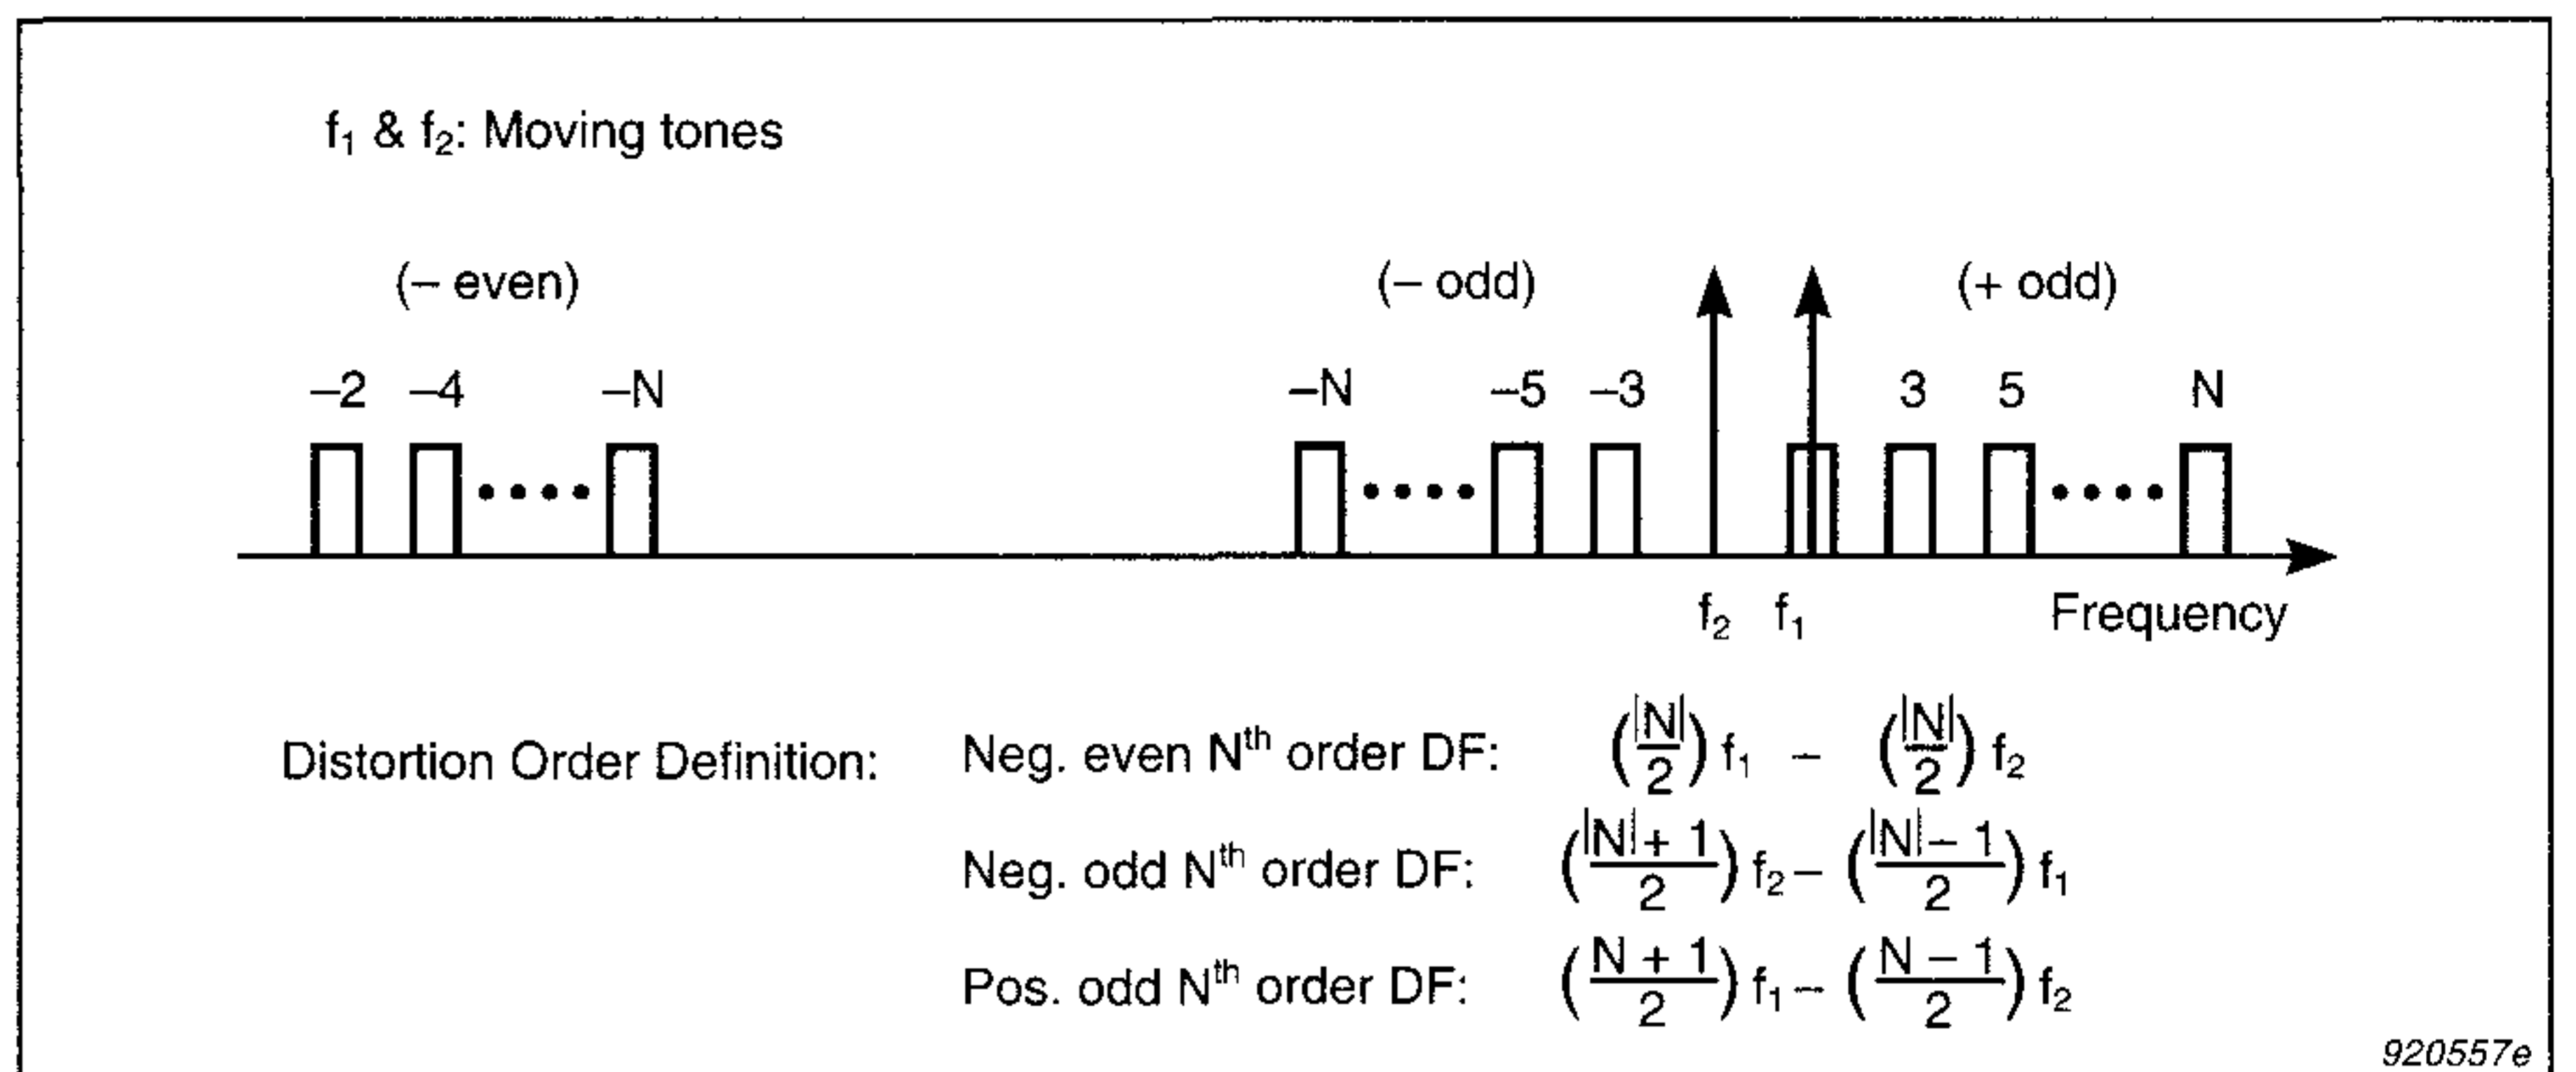 f₁ & f₂: Moving tones
(– even) (– odd) (+ odd)
–2 –4 –N –N –5 –3 3 5 N
f₂ f₁ Frequency
Distortion Order Definition: Neg. even Nᵗʰ order DF: (|N|/2) f₁ – (|N|/2) f₂
Neg. odd Nᵗʰ order DF: ((|N| + 1)/2) f₂ – ((|N| – 1)/2) f₁
Pos. odd Nᵗʰ order DF: ((N + 1)/2) f₁ – ((N – 1)/2) f₂
920557e